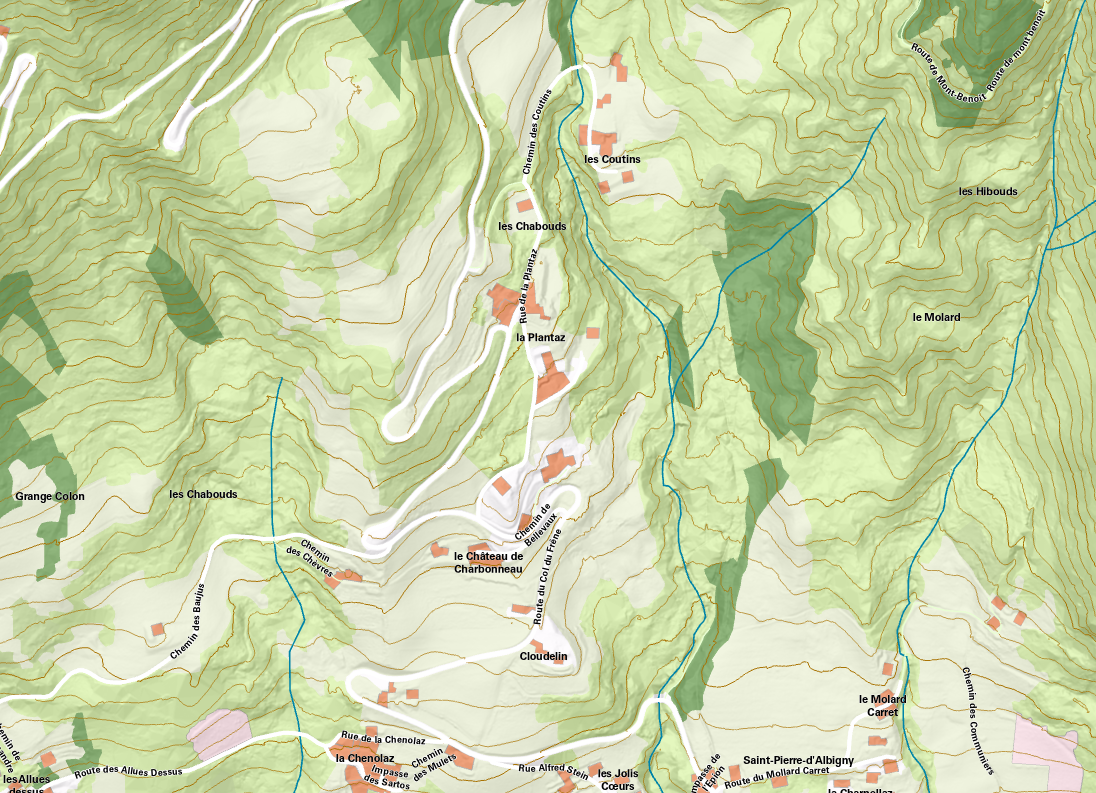 Route de Mont-Benoit
Route de mont benoit
Chemin des Coutins
les Coutins
les Hibouds
les Chabouds
Rue de la Plantaz
le Molard
la Plantaz
Grange Colon
les Chabouds
Chemin de
Bellevaux
Chemin
des Chèvres
le Château de
Charbonneau
Route du Col du Frêne
Chemin des Baujus
Cloudelin
Chemin des Communiers
le Molard
Carret
Rue de la Chenolaz
la Chenolaz
Chemin
des Mulets
Impasse
des Sartos
Rue Alfred Stein
les Jolis
Cœurs
Saint-Pierre-d'Albigny
Route du Mollard Carret
l'Épion
Route des Allues Dessus
les Allues
dessus
la Charnollaz